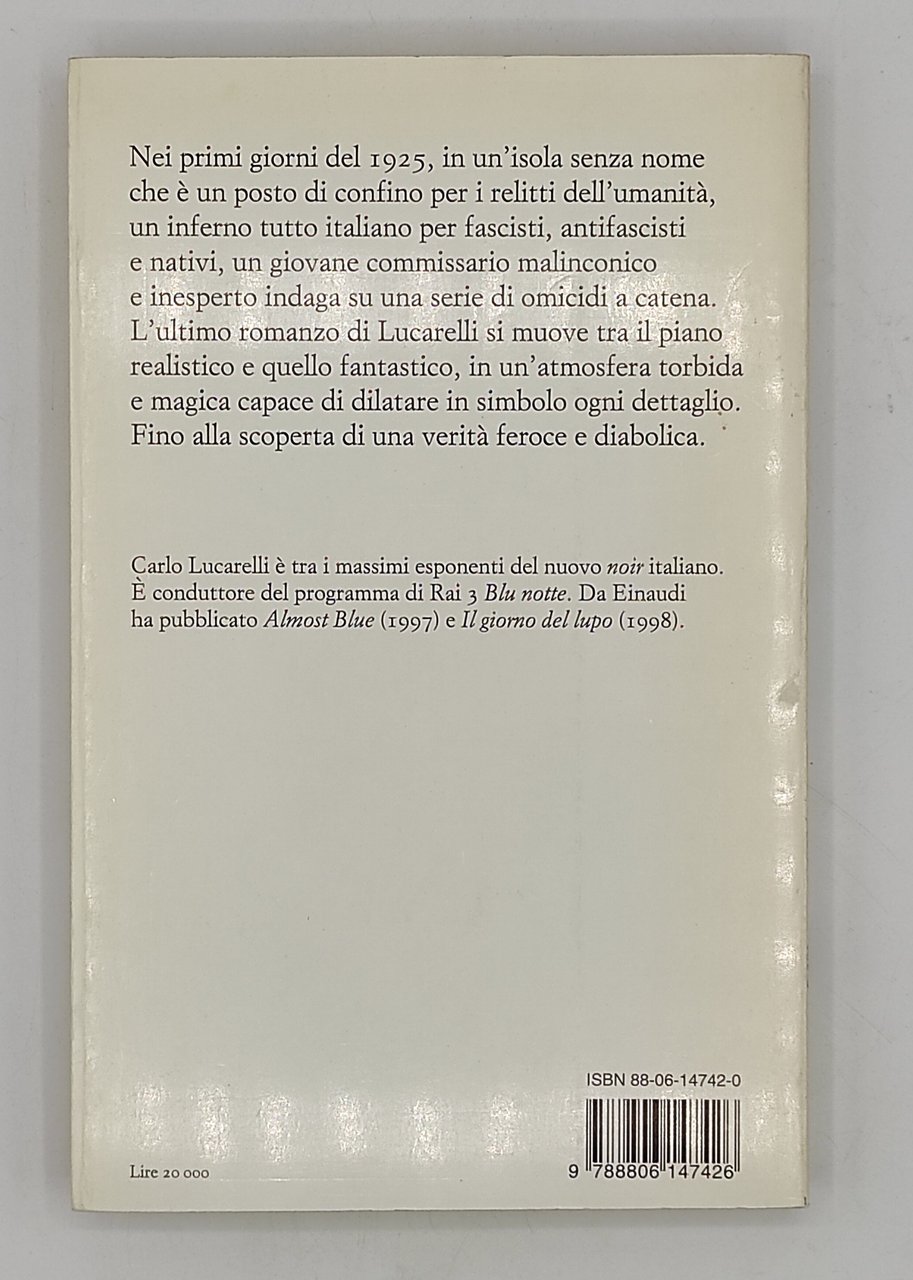 Nei primi giorni del 1925, in un'isola senza nome
che è un posto di confino per i relitti dell'umanità,
un inferno tutto italiano per fascisti, antifascisti
e nativi, un giovane commissario malinconico
e inesperto indaga su una serie di omicidi a catena.
L'ultimo romanzo di Lucarelli si muove tra il piano
realistico e quello fantastico, in un'atmosfera torbida
e magica capace di dilatare in simbolo ogni dettaglio.
Fino alla scoperta di una verità feroce e diabolica.
Carlo Lucarelli è tra i massimi esponenti del nuovo noir italiano.
È conduttore del programma di Rai 3 Blu notte. Da Einaudi
ha pubblicato Almost Blue (1997) e Il giorno del lupo (1998).
ISBN 88-06-14742-0
9 788806 147426
Lire 20 000